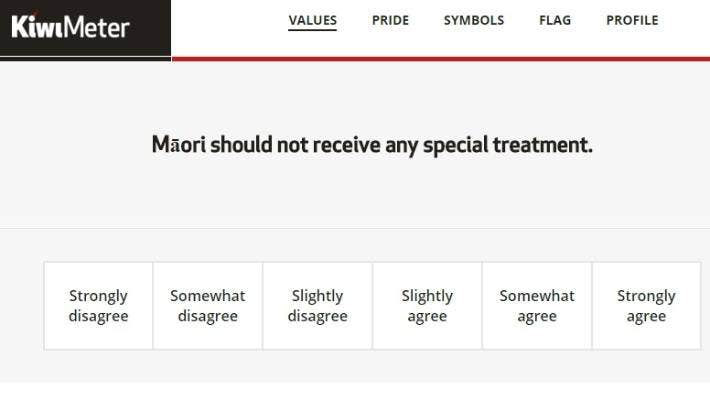 KiwiMeter
VALUES PRIDE SYMBOLS FLAG PROFILE
Māori should not receive any special treatment.
Strongly disagree
Somewhat disagree
Slightly disagree
Slightly agree
Somewhat agree
Strongly agree